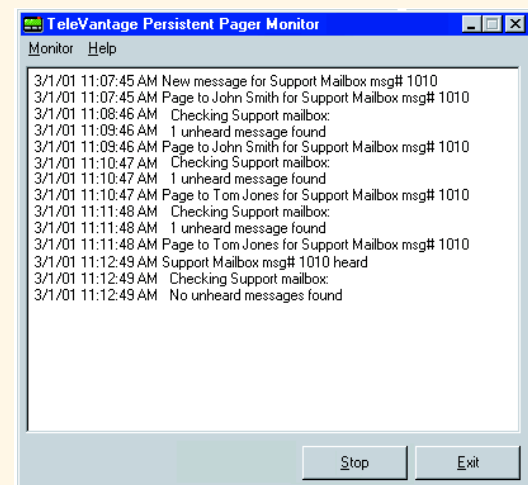 TeleVantage Persistent Pager Monitor
Monitor Help
3/1/01 11:07:45 AM New message for Support Mailbox msg# 1010
3/1/01 11:07:45 AM Page to John Smith for Support Mailbox msg# 1010
3/1/01 11:08:46 AM Checking Support mailbox:
3/1/01 11:09:46 AM 1 unheard message found
3/1/01 11:09:46 AM Page to John Smith for Support Mailbox msg# 1010
3/1/01 11:10:47 AM Checking Support mailbox:
3/1/01 11:10:47 AM 1 unheard message found
3/1/01 11:10:47 AM Page to Tom Jones for Support Mailbox msg# 1010
3/1/01 11:11:48 AM Checking Support mailbox:
3/1/01 11:11:48 AM 1 unheard message found
3/1/01 11:11:48 AM Page to Tom Jones for Support Mailbox msg# 1010
3/1/01 11:12:49 AM Support Mailbox msg# 1010 heard
3/1/01 11:12:49 AM Checking Support mailbox:
3/1/01 11:12:49 AM No unheard messages found
Stop Exit